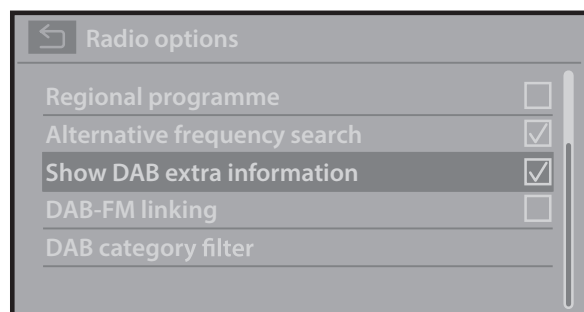 Radio options
Regional programme
Alternative frequency search
Show DAB extra information
DAB-FM linking
DAB category filter